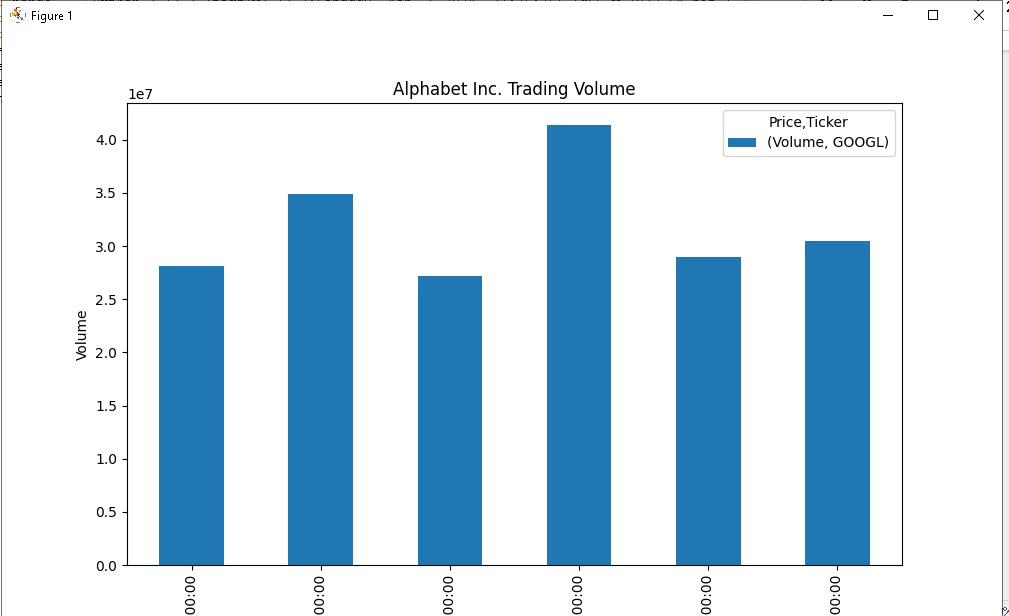 Figure 1
Alphabet Inc. Trading Volume
1e7
Price,Ticker
(Volume, GOOGL)
4.0
3.5
3.0
2.5
2.0
1.5
1.0
0.5
0.0
Volume
00:00
00:00
00:00
00:00
00:00
00:00